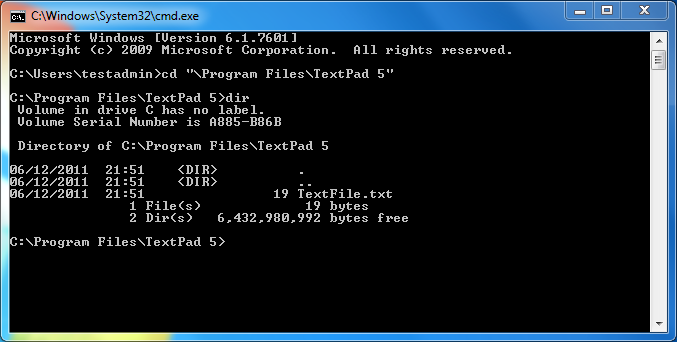 C:\Windows\System32\cmd.exe
Microsoft Windows [Version 6.1.7601]
Copyright (c) 2009 Microsoft Corporation.  All rights reserved.
C:\Users\testadmin>cd "\Program Files\TextPad 5"
C:\Program Files\TextPad 5>dir
 Volume in drive C has no label.
 Volume Serial Number is A885-B86B
 Directory of C:\Program Files\TextPad 5
06/12/2011  21:51    <DIR>          .
06/12/2011  21:51    <DIR>          ..
06/12/2011  21:51                19 TextFile.txt
               1 File(s)             19 bytes
               2 Dir(s)   6,432,980,992 bytes free
C:\Program Files\TextPad 5>